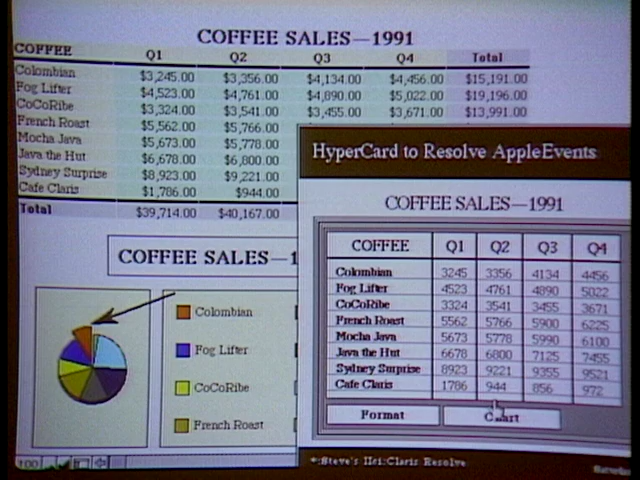 COFFEE SALES—1991
COFFEE Q1 Q2 Q3 Q4 Total
Colombian $3,245.00 $3,356.00 $4,134.00 $4,456.00 $15,191.00
Fog Lifter $4,523.00 $4,761.00 $4,890.00 $5,022.00 $19,196.00
CoCoRibe $3,324.00 $3,541.00 $3,455.00 $3,671.00 $13,991.00
French Roast $5,562.00 $5,766.00
Mocha Java $5,673.00 $5,778.00
Java the Hut $6,678.00 $6,800.00
Sydney Surprise $8,923.00 $9,221.00
Cafe Claris $1,786.00 $944.00
Total $39,714.00 $40,167.00
COFFEE SALES—1
Colombian
Fog Lifter
CoCoRibe
French Roast
100
HyperCard to Resolve AppleEvents
COFFEE SALES—1991
COFFEE Q1 Q2 Q3 Q4
Colombian 3245 3356 4134 4456
Fog Lifter 4523 4761 4890 5022
CoCoRibe 3324 3541 3455 3671
French Roast 5562 5766 5900 6225
Mocha Java 5673 5778 5990 6100
Java the Hut 6678 6800 7125 7455
Sydney Surprise 8923 9221 9355 9521
Cafe Claris 1786 944 856 972
Format Chart
Steve's IIci:Claris Resolve